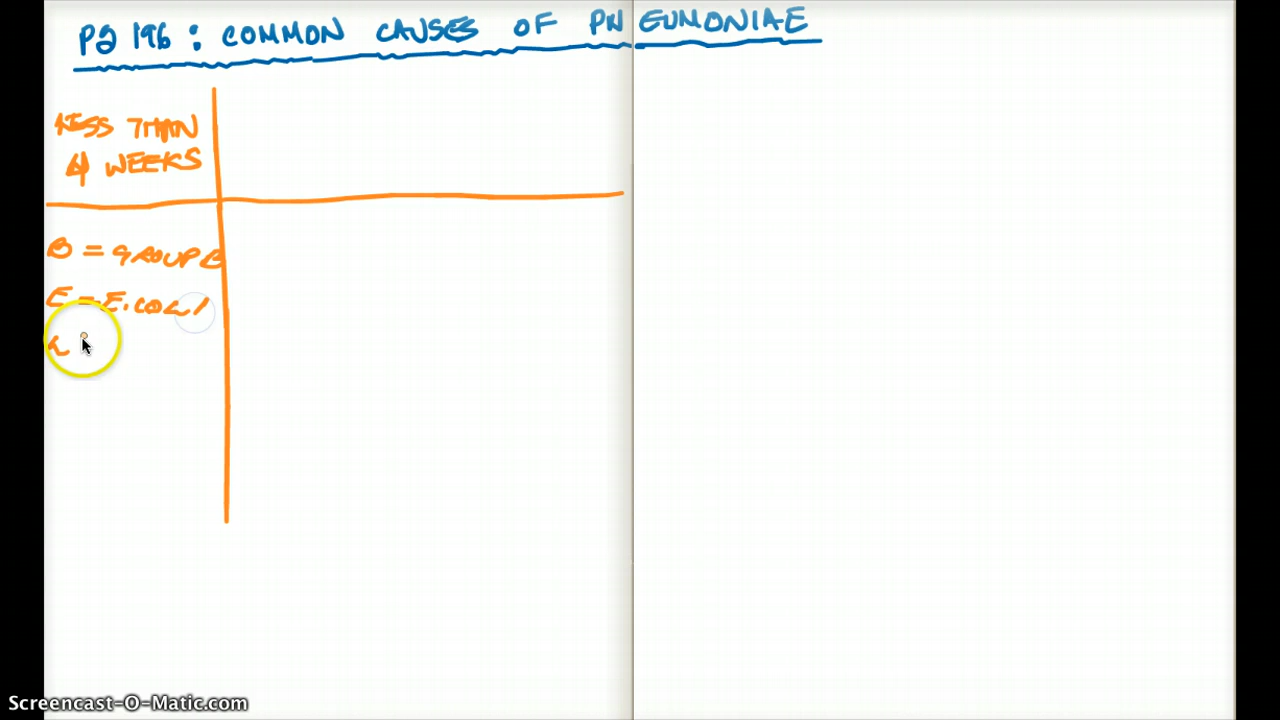 Pg 196 : COMMON CAUSES OF PNEUMONIAE
LESS THAN
4 WEEKS
B = GROUP B
E = E.COLI
L
Screencast-O-Matic.com